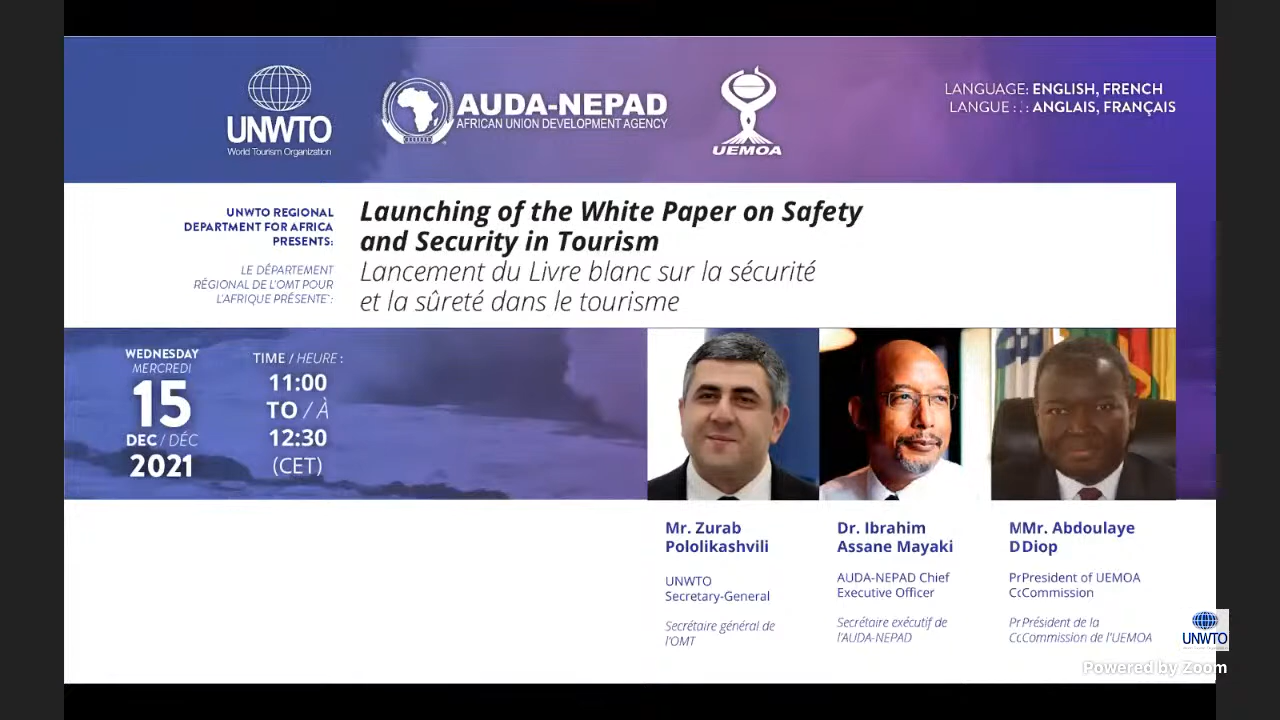 UNWTO
World Tourism Organization
AUDA-NEPAD
AFRICAN UNION DEVELOPMENT AGENCY
UEMOA
LANGUAGE: ENGLISH, FRENCH
LANGUE : : ANGLAIS, FRANÇAIS
UNWTO REGIONAL
DEPARTMENT FOR AFRICA
PRESENTS:
LE DÉPARTEMENT
RÉGIONAL DE L'OMT POUR
L'AFRIQUE PRÉSENTE :
Launching of the White Paper on Safety
and Security in Tourism
Lancement du Livre blanc sur la sécurité
et la sûreté dans le tourisme
WEDNESDAY
MERCREDI
15
DEC / DÉC
2021
TIME / HEURE :
11:00
TO / À
12:30
(CET)
Mr. Zurab
Pololikashvili
UNWTO
Secretary-General
Secrétaire général de
l'OMT
Dr. Ibrahim
Assane Mayaki
AUDA-NEPAD Chief
Executive Officer
Secrétaire exécutif de
l'AUDA-NEPAD
MMr. Abdoulaye
DDiop
PrPresident of UEMOA
CcCommission
PrPrésident de la
CcCommission de l'UEMOA
UNWTO
Powered by Zoom